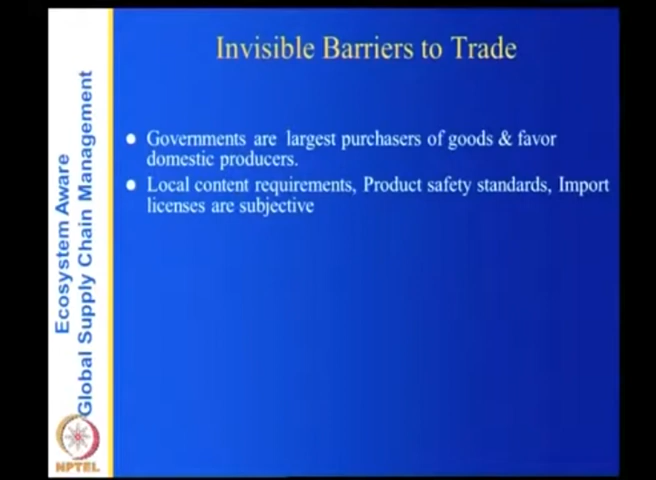 Invisible Barriers to Trade
● Governments are largest purchasers of goods & favor
domestic producers.
● Local content requirements, Product safety standards, Import
licenses are subjective
Ecosystem Aware
Global Supply Chain Management
NPTEL